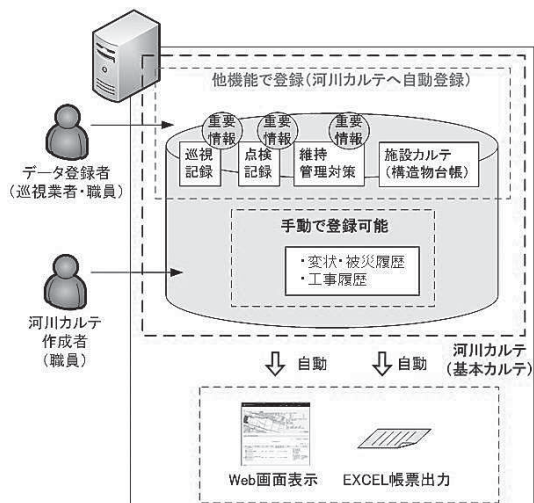 他機能で登録(河川カルテへ自動登録)
重要
情報
重要
情報
重要
情報
巡視
記録
点検
記録
維持
管理対策
施設カルテ
(構造物台帳)
データ登録者
(巡視業者・職員)
手動で登録可能
・変状・被災履歴
・工事履歴
河川カルテ
作成者
(職員)
河川カルテ
(基本カルテ)
自動
自動
Web画面表示
EXCEL帳票出力